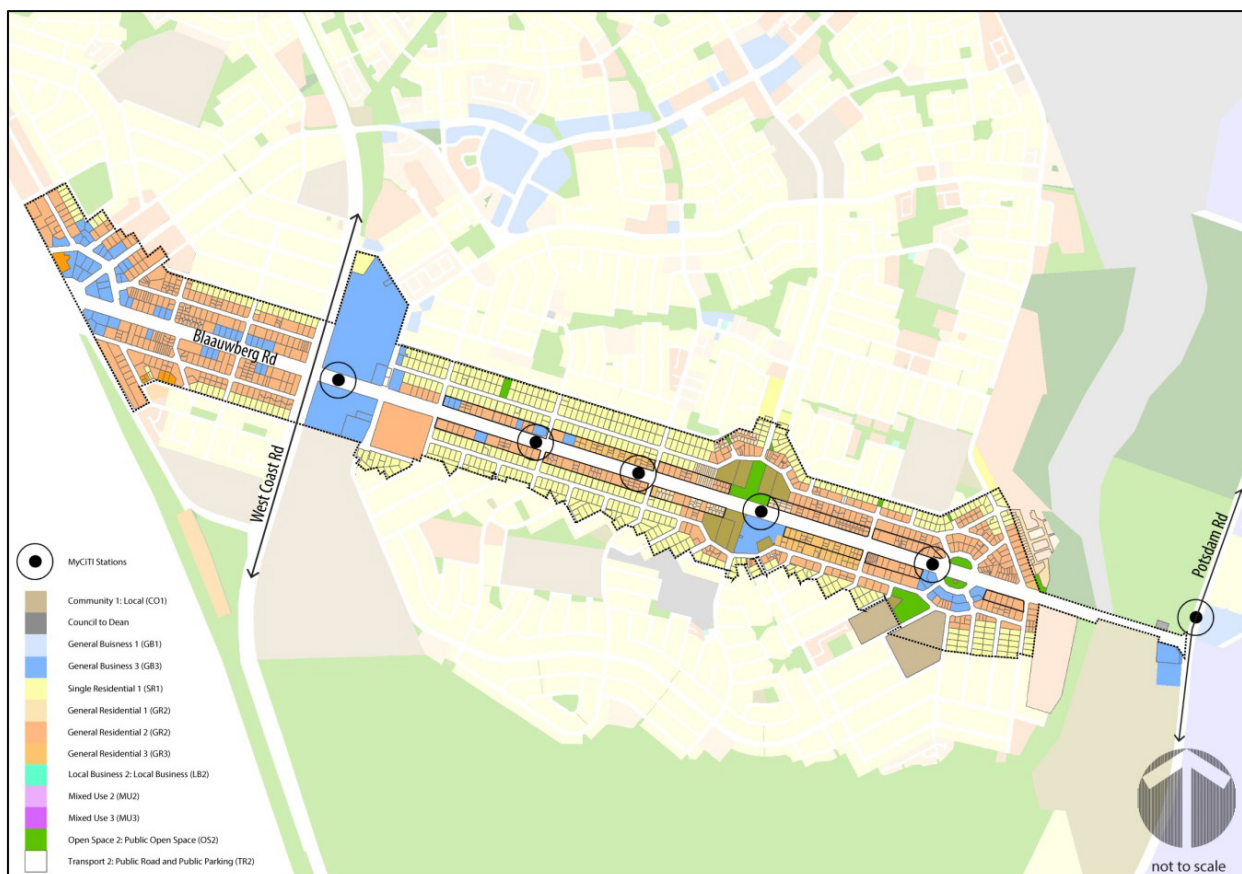 Blaauwberg Rd
West Coast Rd
Potsdam Rd
MyCiTI Stations
Community 1: Local (CO1)
Council to Dean
General Buisness 1 (GB1)
General Business 3 (GB3)
Single Residential 1 (SR1)
General Residential 1 (GR2)
General Residential 2 (GR2)
General Residential 3 (GR3)
Local Business 2: Local Business (LB2)
Mixed Use 2 (MU2)
Mixed Use 3 (MU3)
Open Space 2: Public Open Space (OS2)
Transport 2: Public Road and Public Parking (TR2)
not to scale